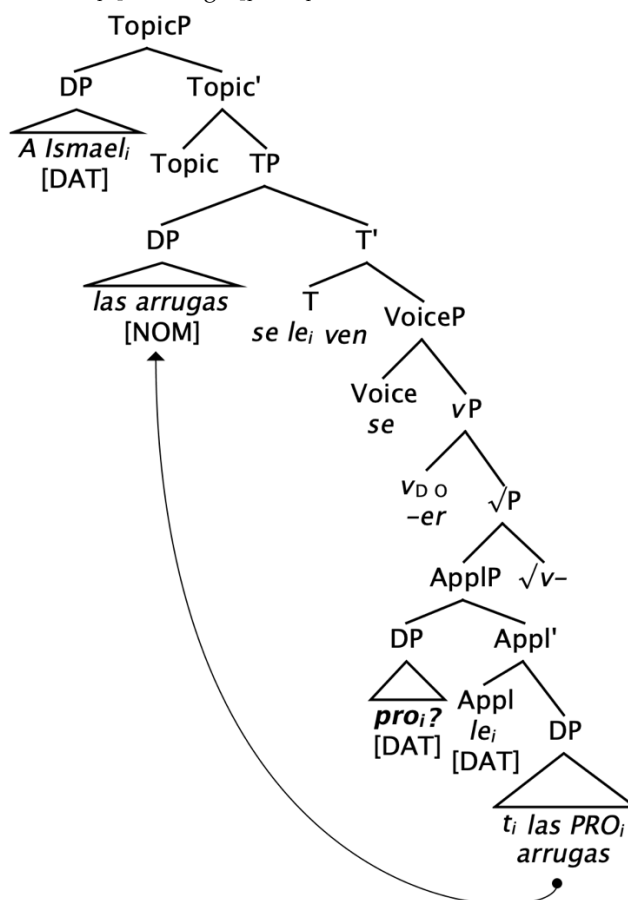 TopicP
DP Topic'
A Ismaelᵢ Topic TP
[DAT]
DP T'
las arrugas T VoiceP
[NOM] se leᵢ ven
Voice vP
se
v_DO √P
-er
ApplP √v-
DP Appl'
proᵢ? Appl DP
[DAT] leᵢ
[DAT]
tᵢ las PROᵢ
arrugas